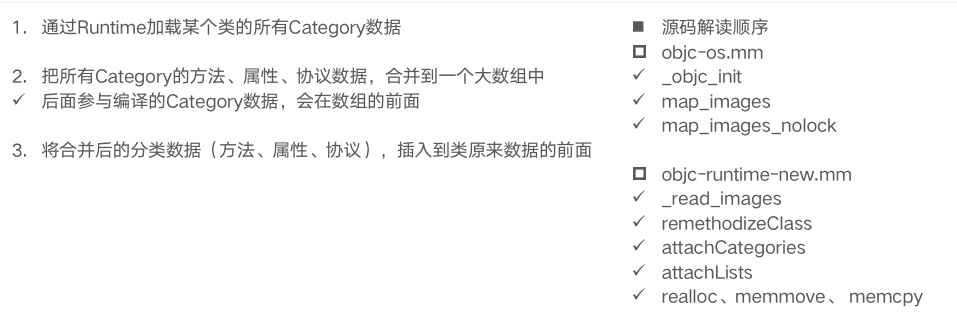 1. 通过Runtime加载某个类的所有Category数据
2. 把所有Category的方法、属性、协议数据，合并到一个大数组中
✓ 后面参与编译的Category数据，会在数组的前面
3. 将合并后的分类数据（方法、属性、协议），插入到类原来数据的前面
■ 源码解读顺序
□ objc-os.mm
✓ _objc_init
✓ map_images
✓ map_images_nolock
□ objc-runtime-new.mm
✓ _read_images
✓ remethodizeClass
✓ attachCategories
✓ attachLists
✓ realloc、memmove、 memcpy